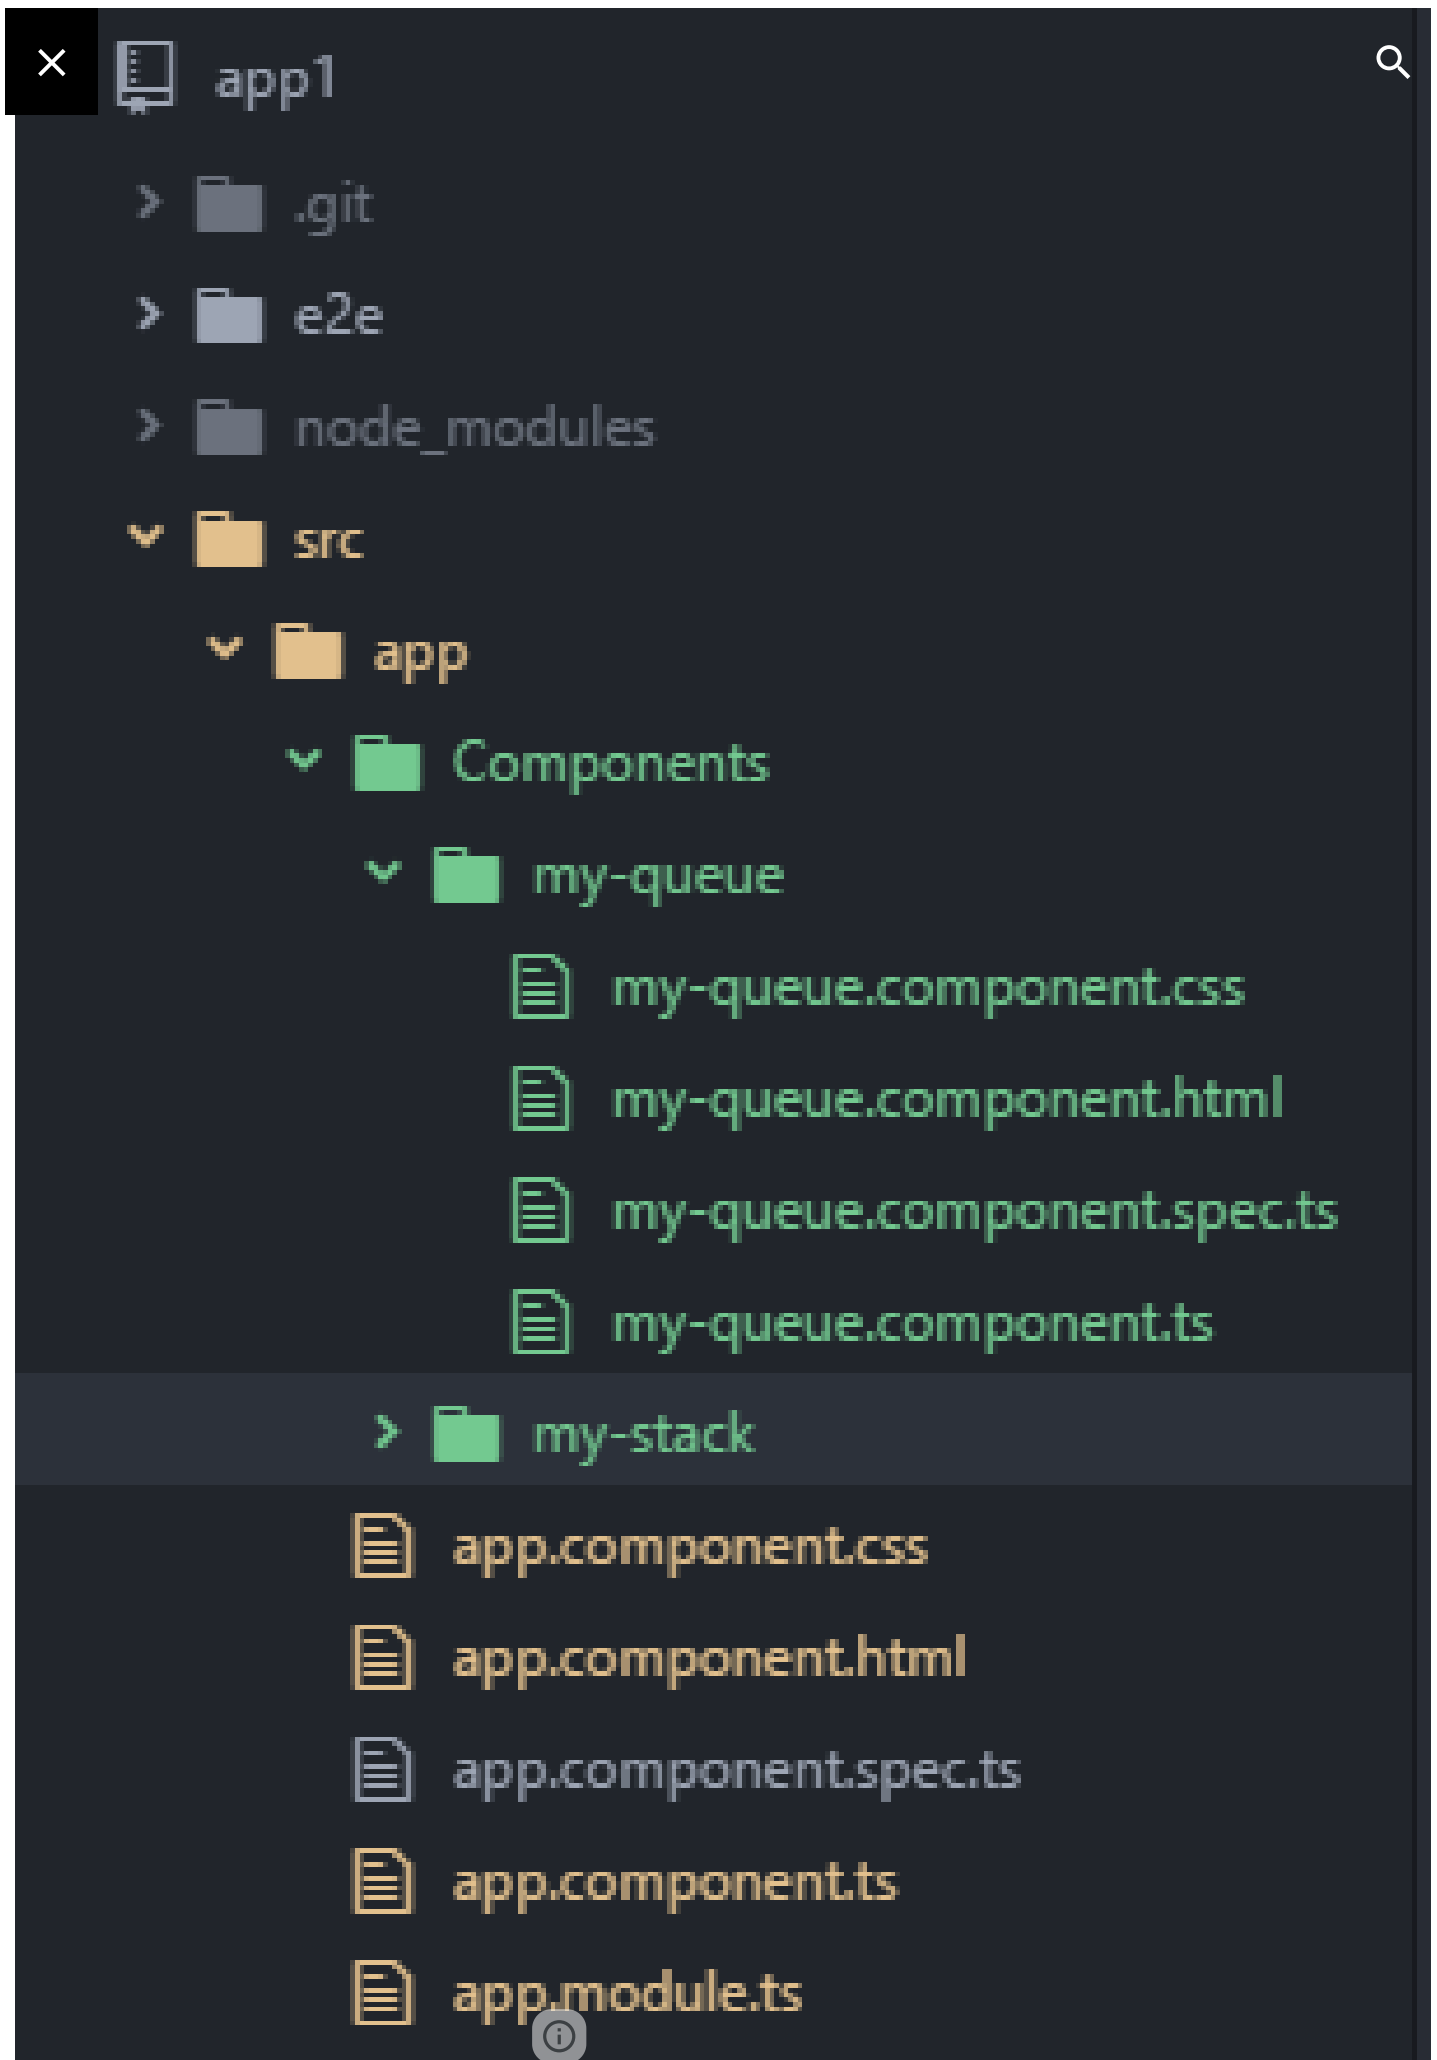 app1
.git
e2e
node_modules
src
app
Components
my-queue
my-queue.component.css
my-queue.component.html
my-queue.component.spec.ts
my-queue.component.ts
my-stack
app.component.css
app.component.html
app.component.spec.ts
app.component.ts
app.module.ts